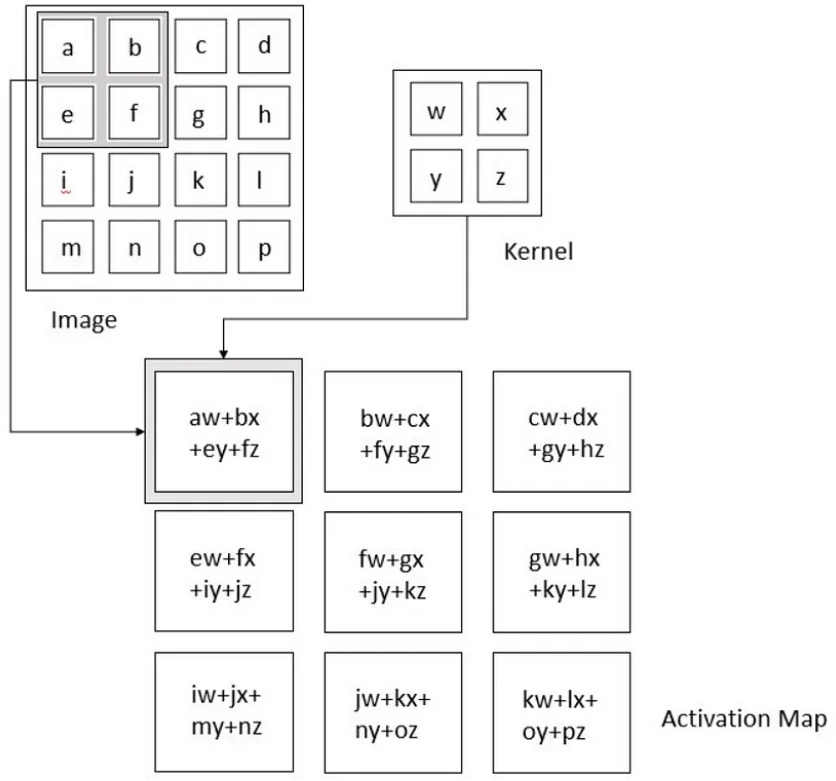 a b c d
e f g h
i j k l
m n o p
Image
w x
y z
Kernel
aw+bx
+ey+fz
bw+cx
+fy+gz
cw+dx
+gy+hz
ew+fx
+iy+jz
fw+gx
+jy+kz
gw+hx
+ky+lz
iw+jx+
my+nz
jw+kx+
ny+oz
kw+lx+
oy+pz
Activation Map